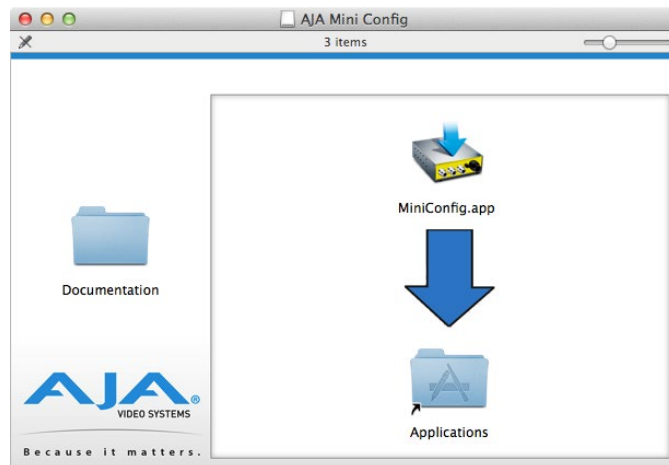 AJA Mini Config
3 items
MiniConfig.app
Documentation
Applications
AJA®
VIDEO SYSTEMS
Because it matters.